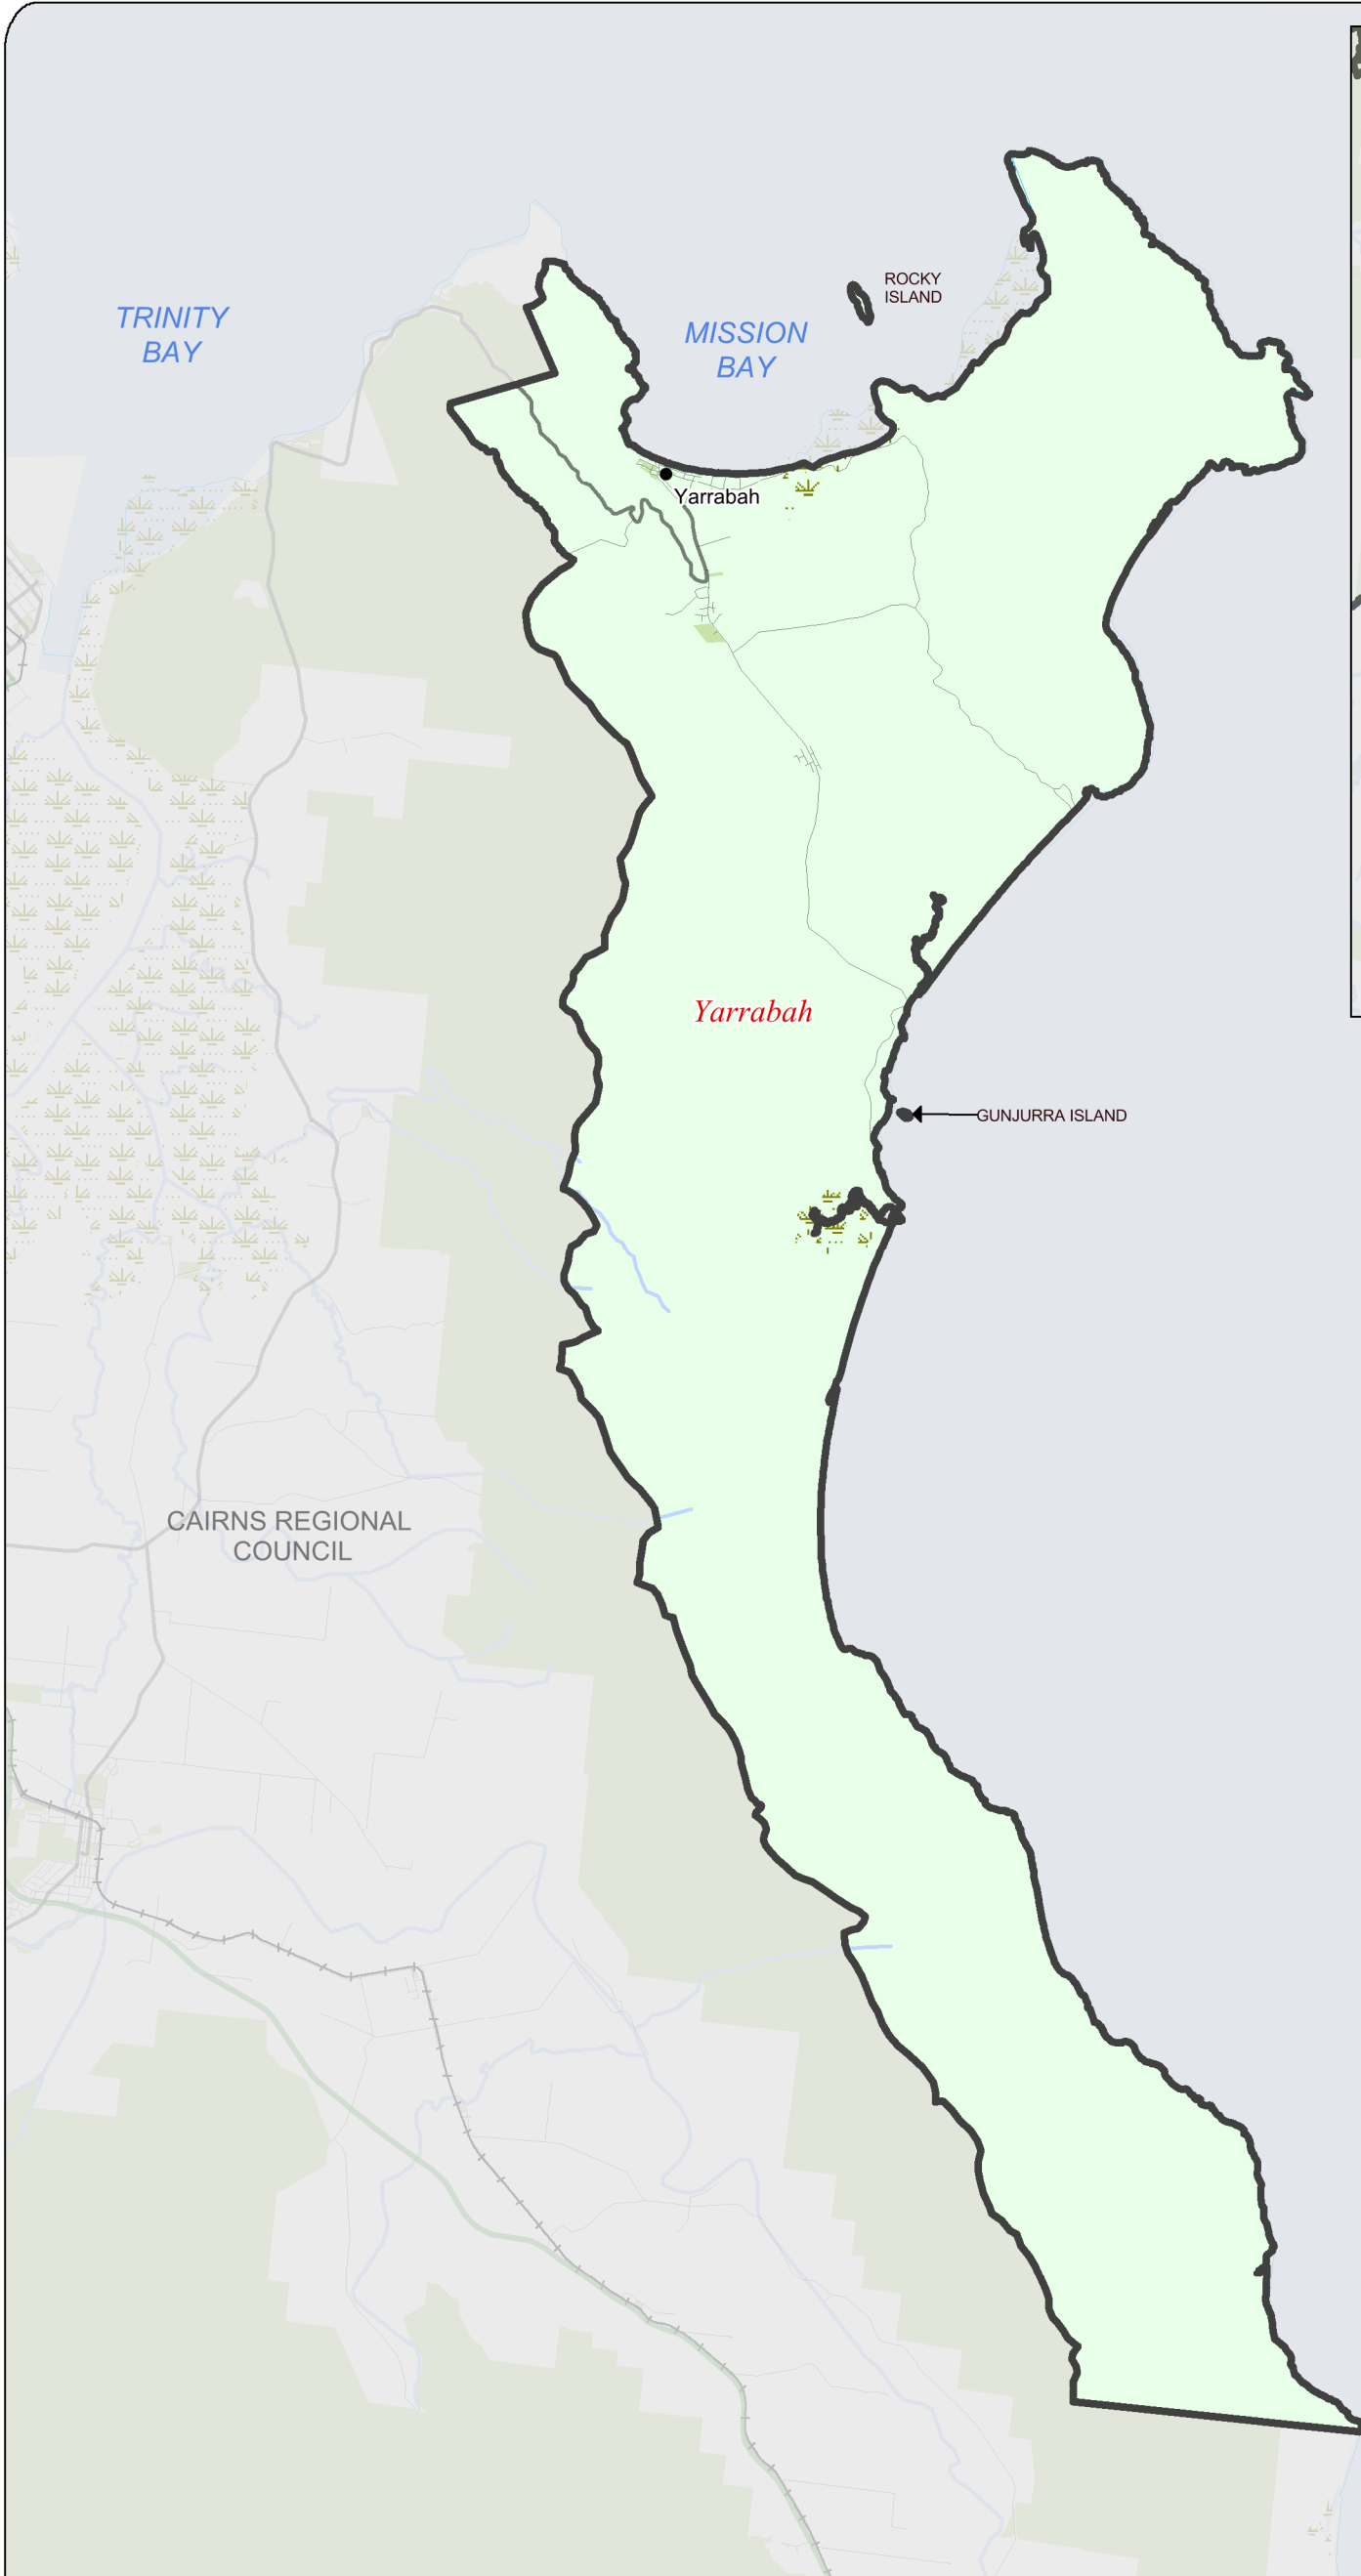 ROCKY
ISLAND
TRINITY
BAY
MISSION
BAY
Yarrabah
Yarrabah
GUNJURRA ISLAND
CAIRNS REGIONAL
COUNCIL